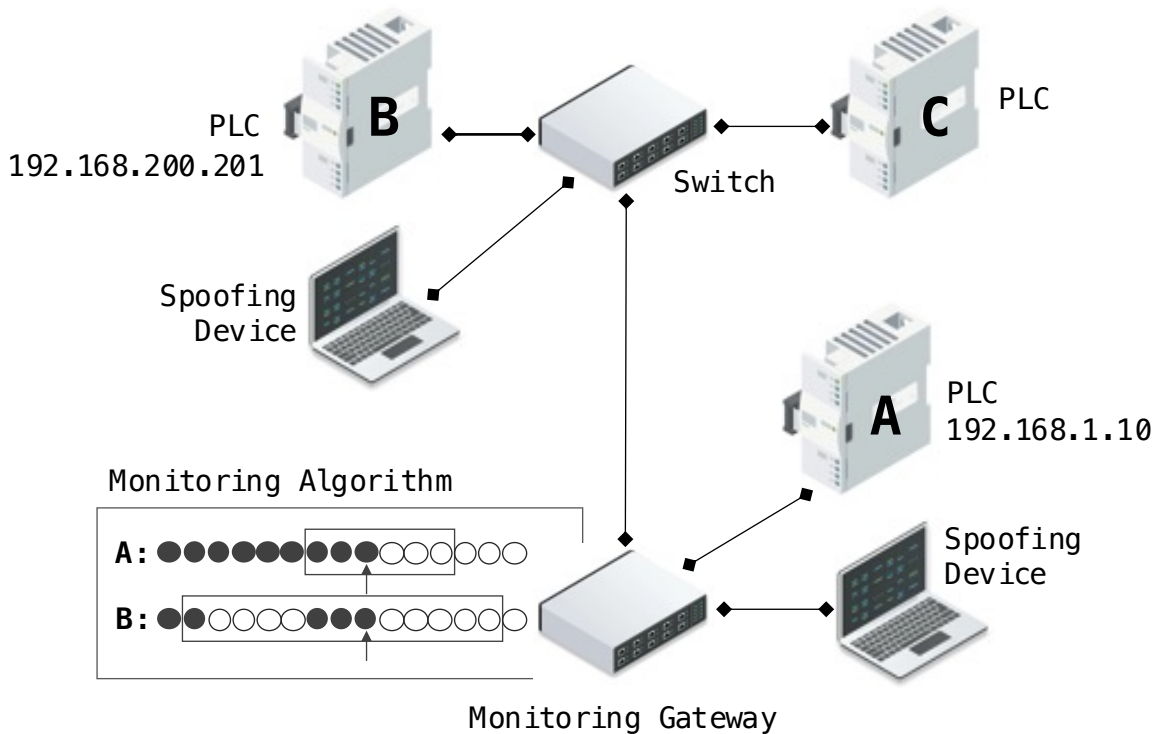 B
PLC
192.168.200.201
Switch
C
PLC
Spoofing
Device
A
PLC
192.168.1.10
Monitoring Algorithm
A:
B:
Spoofing
Device
Monitoring Gateway